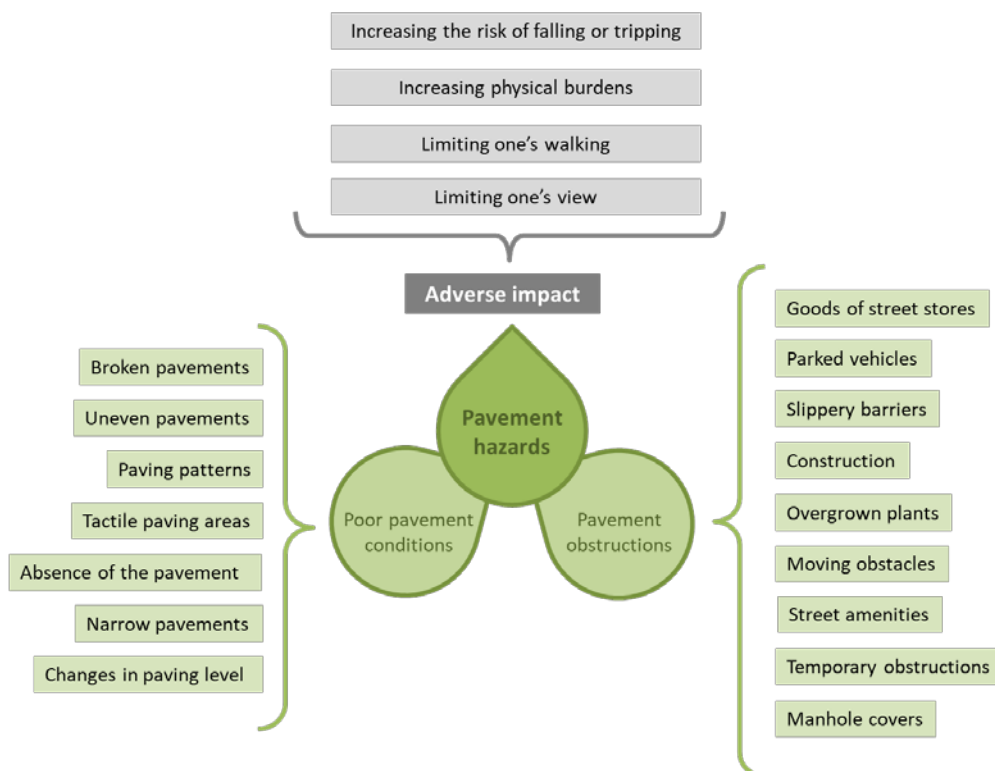 Increasing the risk of falling or tripping
Increasing physical burdens
Limiting one's walking
Limiting one's view
Adverse impact
Pavement
hazards
Poor pavement
conditions
Pavement
obstructions
Broken pavements
Uneven pavements
Paving patterns
Tactile paving areas
Absence of the pavement
Narrow pavements
Changes in paving level
Goods of street stores
Parked vehicles
Slippery barriers
Construction
Overgrown plants
Moving obstacles
Street amenities
Temporary obstructions
Manhole covers